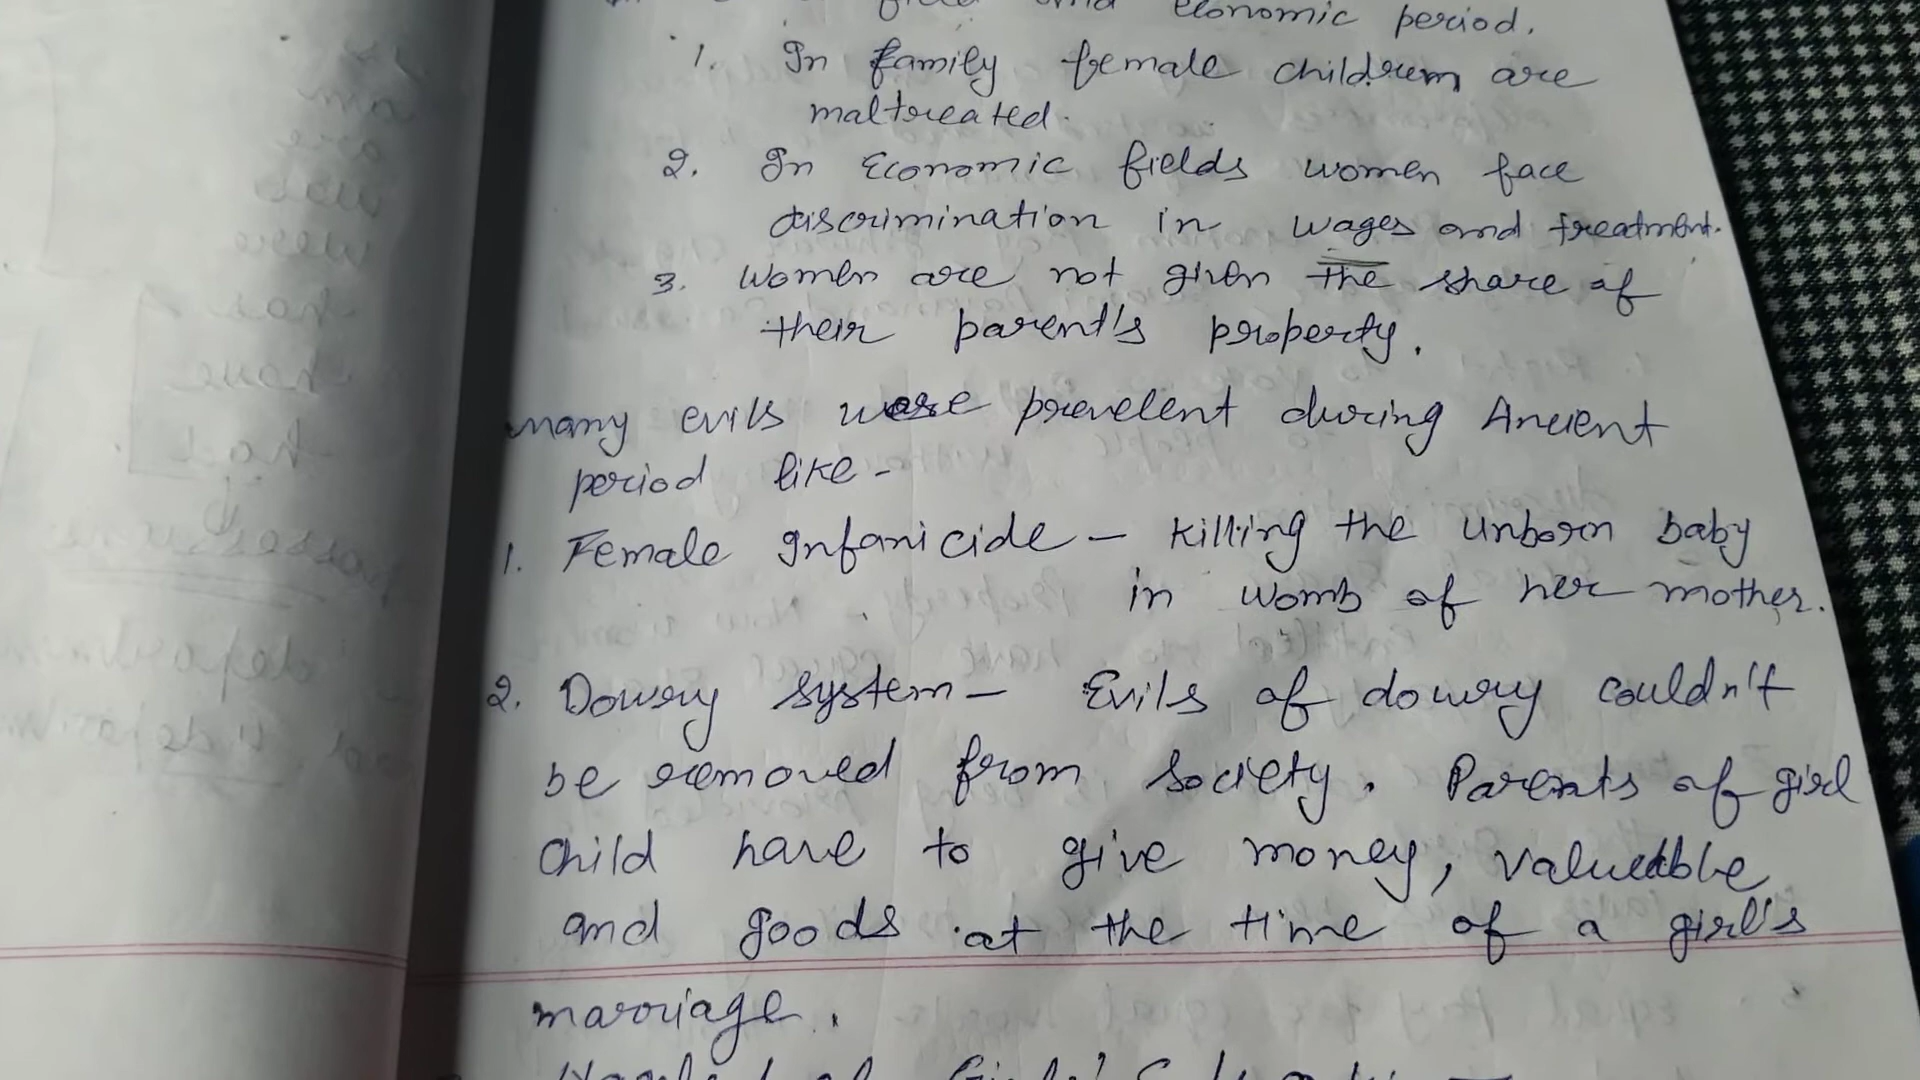 field and economic period.
1. In family female children are
maltreated.
2. In Economic fields women face
discrimination in wages and treatment.
3. Women are not given the share of
their parent's property.
many evils were prevelent during Ancient
period like -
1. Female Infanicide - Killing the unborn baby
in womb of her mother.
2. Dowry system - Evils of dowry couldn't
be removed from society. Parents of girl
child have to give money, valueable
and goods at the time of a girl's
marriage.